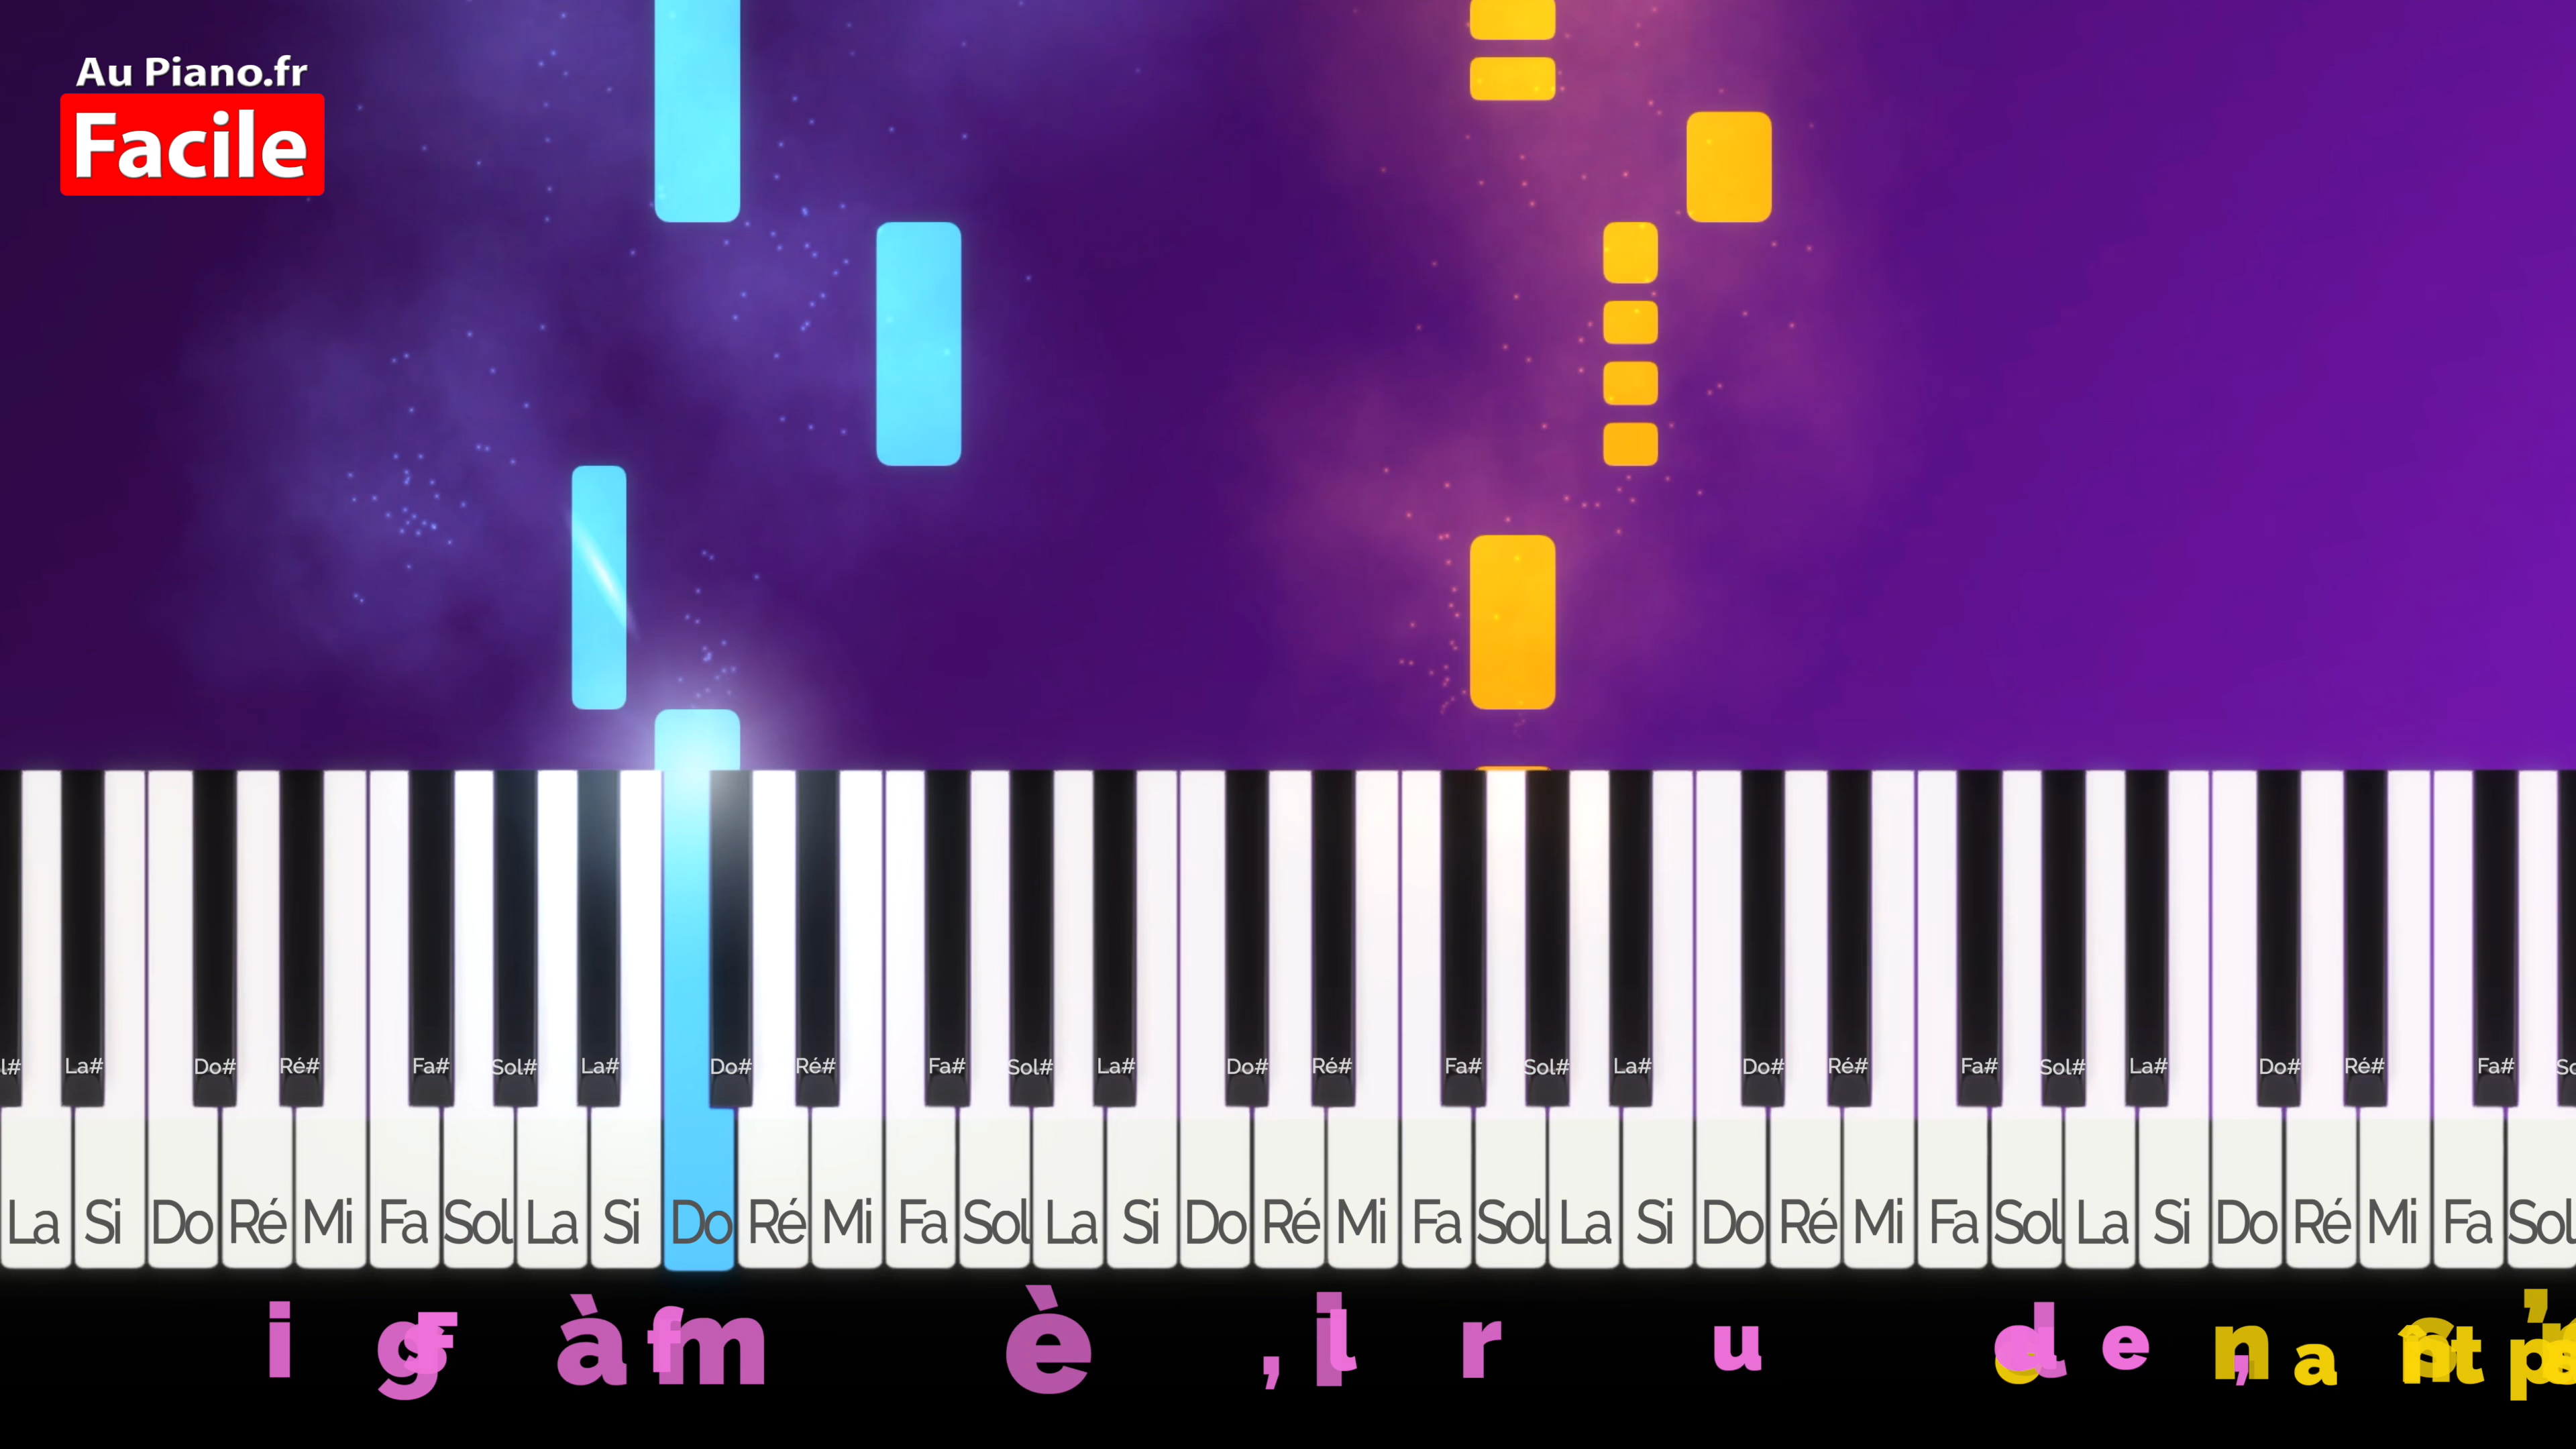 Au Piano.fr
Facile
La# Do# Ré# Fa# Sol# La# Do# Ré# Fa# Sol# La# Do# Ré# Fa# Sol# La# Do# Ré# Fa# Sol# La# Do# Ré# Fa#
La Si Do Ré Mi Fa Sol La Si Do Ré Mi Fa Sol La Si Do Ré Mi Fa Sol La Si Do Ré Mi Fa Sol La Si Do Ré Mi Fa Sol